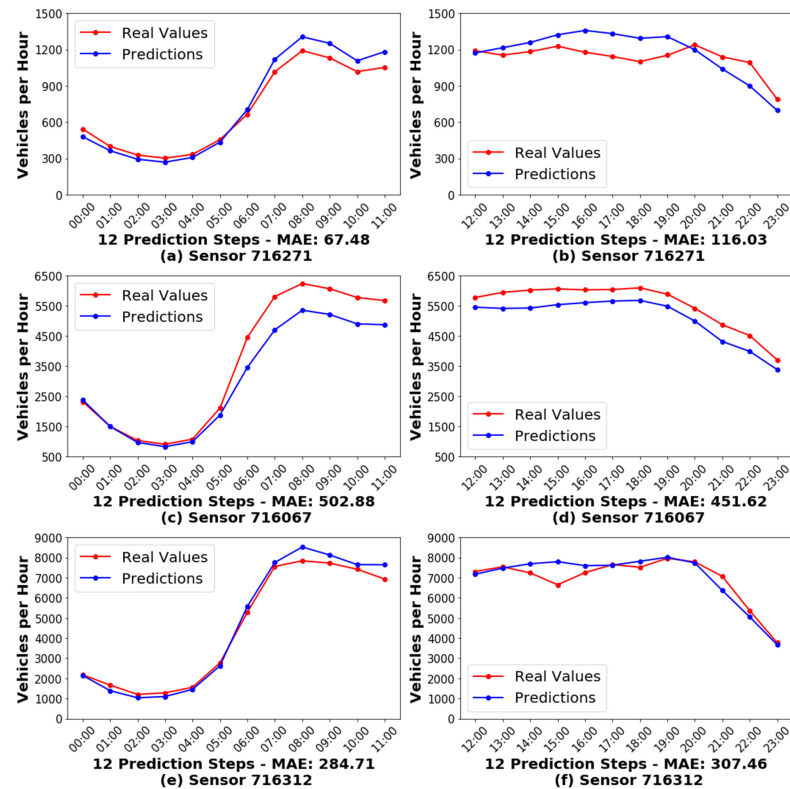 1500
1200
900
600
300
0
Vehicles per Hour
Real Values
Predictions
00:00 01:00 02:00 03:00 04:00 05:00 06:00 07:00 08:00 09:00 10:00 11:00
12 Prediction Steps - MAE: 67.48
(a) Sensor 716271
1500
1200
900
600
300
0
Vehicles per Hour
Real Values
Predictions
12:00 13:00 14:00 15:00 16:00 17:00 18:00 19:00 20:00 21:00 22:00 23:00
12 Prediction Steps - MAE: 116.03
(b) Sensor 716271
6500
5500
4500
3500
2500
1500
500
Vehicles per Hour
Real Values
Predictions
00:00 01:00 02:00 03:00 04:00 05:00 06:00 07:00 08:00 09:00 10:00 11:00
12 Prediction Steps - MAE: 502.88
(c) Sensor 716067
6500
5500
4500
3500
2500
1500
500
Vehicles per Hour
Real Values
Predictions
12:00 13:00 14:00 15:00 16:00 17:00 18:00 19:00 20:00 21:00 22:00 23:00
12 Prediction Steps - MAE: 451.62
(d) Sensor 716067
9000
8000
7000
6000
5000
4000
3000
2000
1000
0
Vehicles per Hour
Real Values
Predictions
00:00 01:00 02:00 03:00 04:00 05:00 06:00 07:00 08:00 09:00 10:00 11:00
12 Prediction Steps - MAE: 284.71
(e) Sensor 716312
9000
8000
7000
6000
5000
4000
3000
2000
1000
0
Vehicles per Hour
Real Values
Predictions
12:00 13:00 14:00 15:00 16:00 17:00 18:00 19:00 20:00 21:00 22:00 23:00
12 Prediction Steps - MAE: 307.46
(f) Sensor 716312